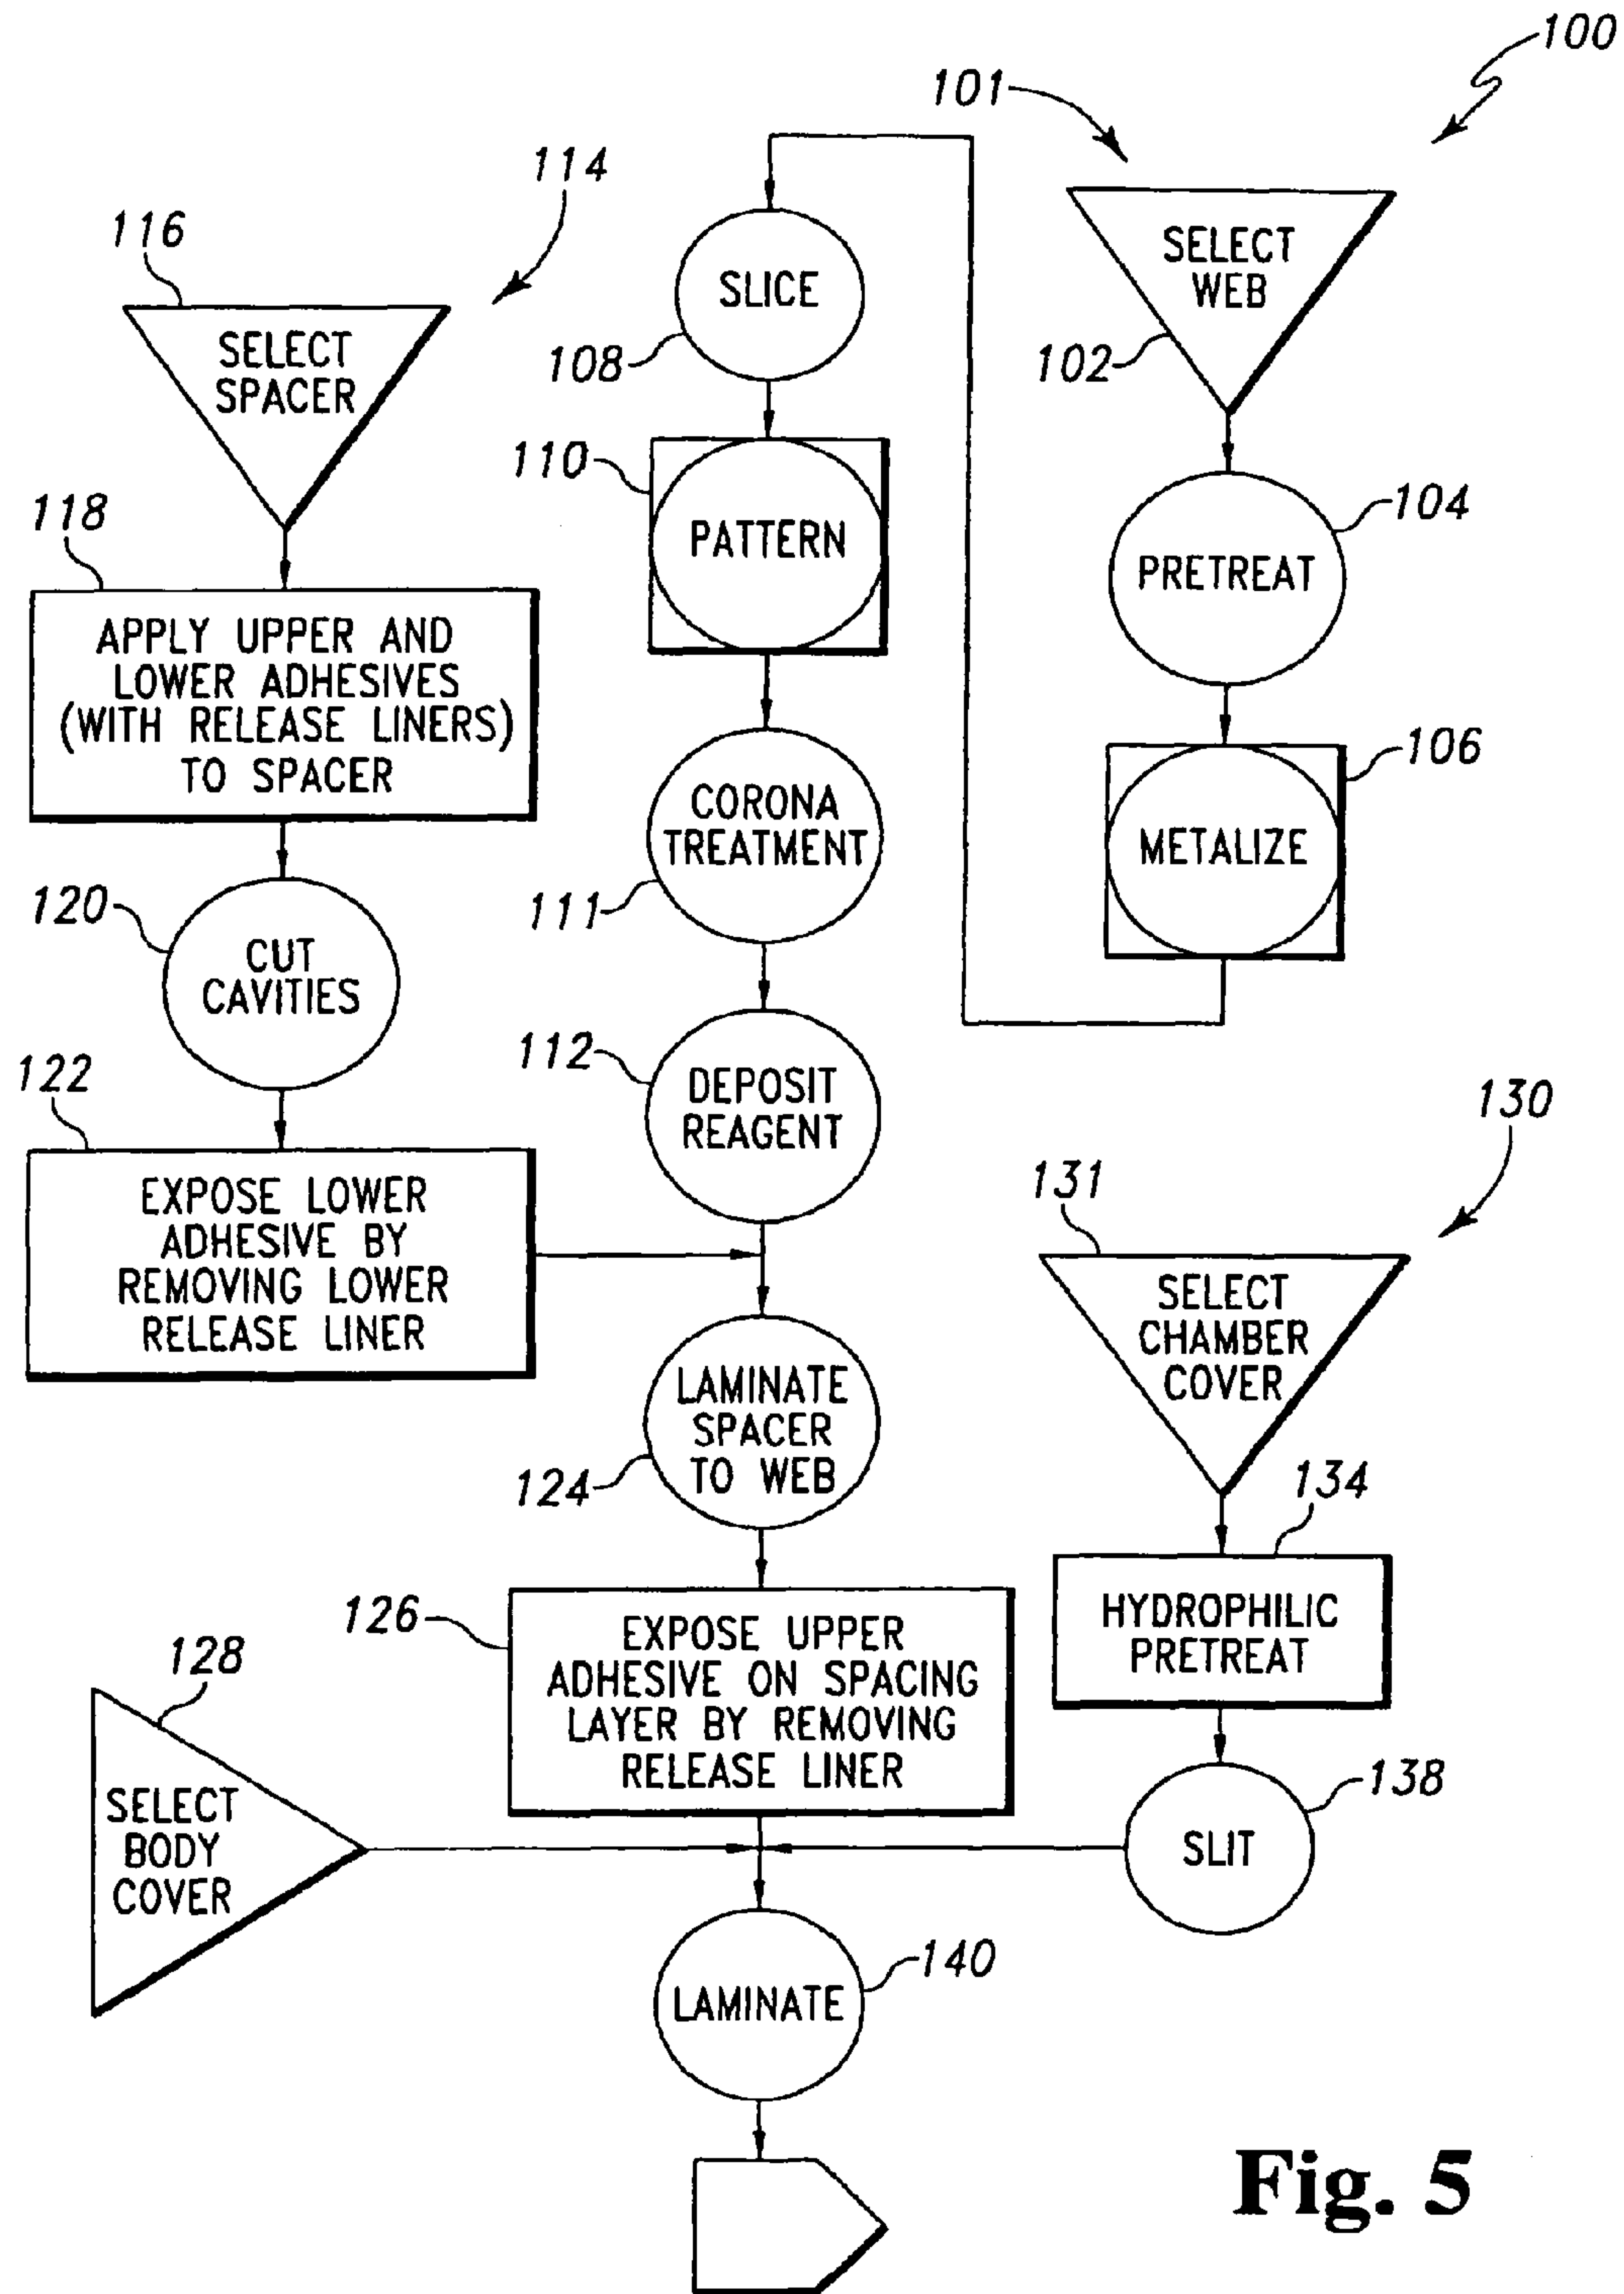 100
101
114
116
SELECT
SPACER
SLICE
108
SELECT
WEB
102
118
APPLY UPPER AND
LOWER ADHESIVES
(WITH RELEASE LINERS)
TO SPACER
110
PATTERN
104
PRETREAT
CORONA
TREATMENT
111
106
METALIZE
120
CUT
CAVITIES
112
DEPOSIT
REAGENT
122
EXPOSE LOWER
ADHESIVE BY
REMOVING LOWER
RELEASE LINER
130
131
SELECT
CHAMBER
COVER
LAMINATE
SPACER
TO WEB
124
134
HYDROPHILIC
PRETREAT
126
EXPOSE UPPER
ADHESIVE ON SPACING
LAYER BY REMOVING
RELEASE LINER
128
SELECT
BODY
COVER
138
SLIT
140
LAMINATE
Fig. 5